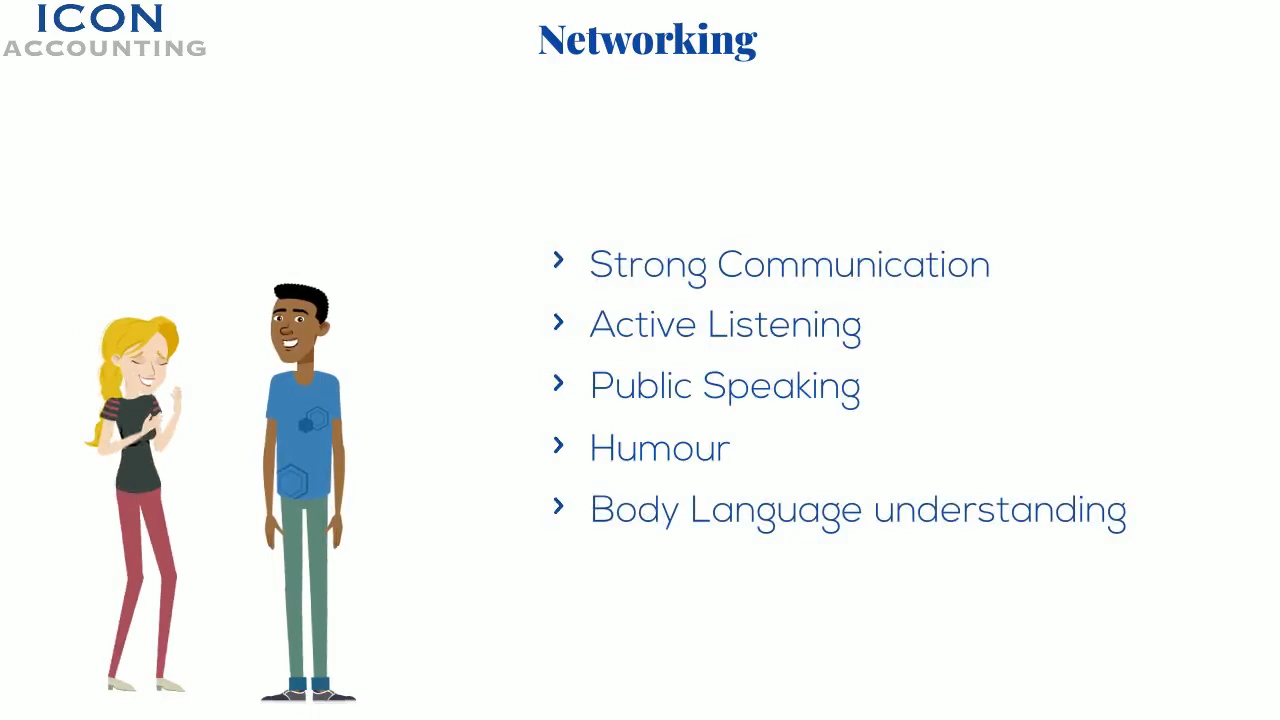 ICON
ACCOUNTING
Networking
Strong Communication
Active Listening
Public Speaking
Humour
Body Language understanding